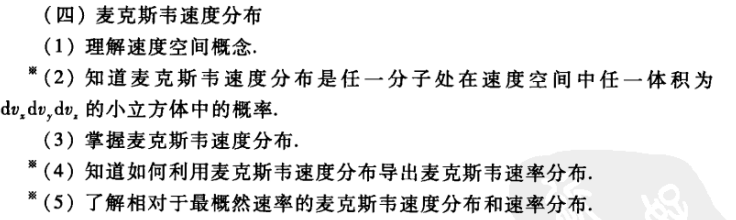 (四)麦克斯韦速度分布
(1)理解速度空间概念.
※(2)知道麦克斯韦速度分布是任一分子处在速度空间中任一体积为
dvₓdvᵧdv_z 的小立方体中的概率.
(3)掌握麦克斯韦速度分布.
※(4)知道如何利用麦克斯韦速度分布导出麦克斯韦速率分布.
※(5)了解相对于最概然速率的麦克斯韦速度分布和速率分布.